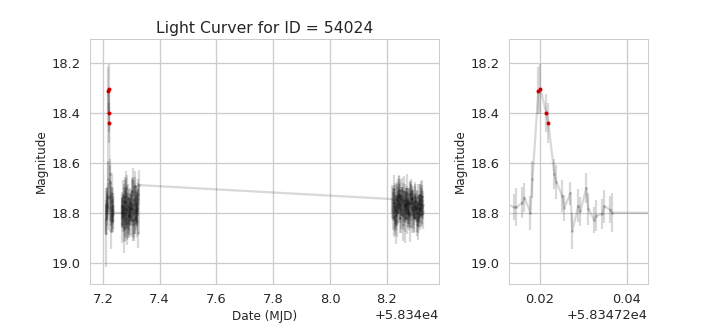 Light Curver for ID = 54024
18.2
18.4
18.6
18.8
19.0
Magnitude
7.2 7.4 7.6 7.8 8.0 8.2
Date (MJD)
+5.834e4
18.2
18.4
18.6
18.8
19.0
Magnitude
0.02 0.04
+5.83472e4